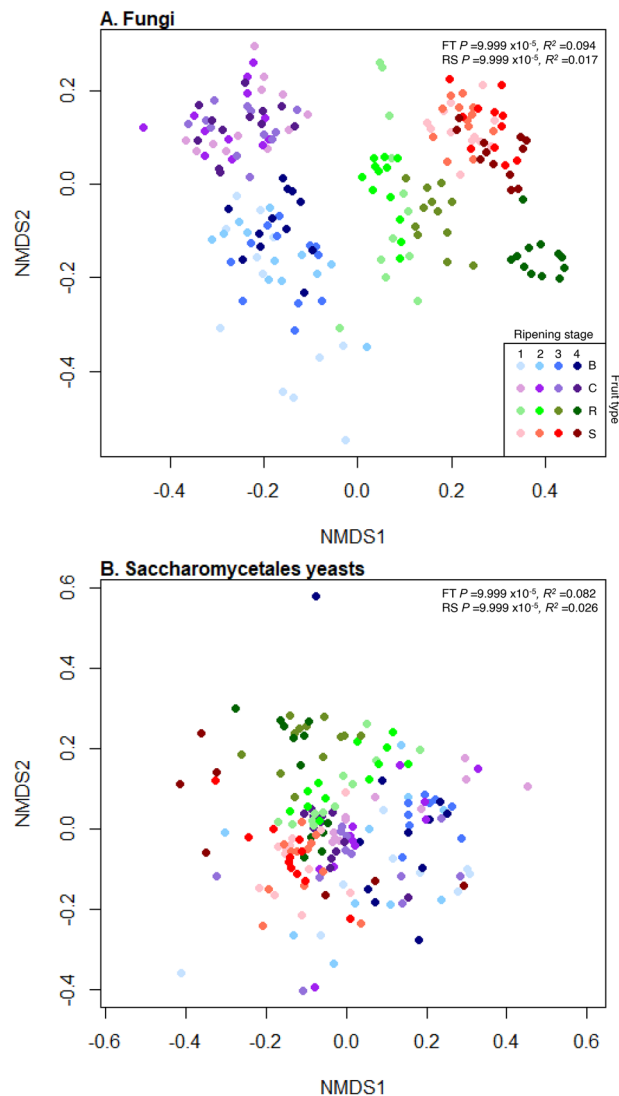 A. Fungi
FT P =9.999 x10-5, R2 =0.094
RS P =9.999 x10-5, R2 =0.017
0.2
0.0
-0.2
-0.4
NMDS2
Ripening stage
1 2 3 4
B
C
R
S
Fruit type
-0.4 -0.2 0.0 0.2 0.4
NMDS1
B. Saccharomycetales yeasts
FT P =9.999 x10-5, R2 =0.082
RS P =9.999 x10-5, R2 =0.026
0.6
0.4
0.2
0.0
-0.2
-0.4
NMDS2
-0.6 -0.4 -0.2 0.0 0.2 0.4 0.6
NMDS1